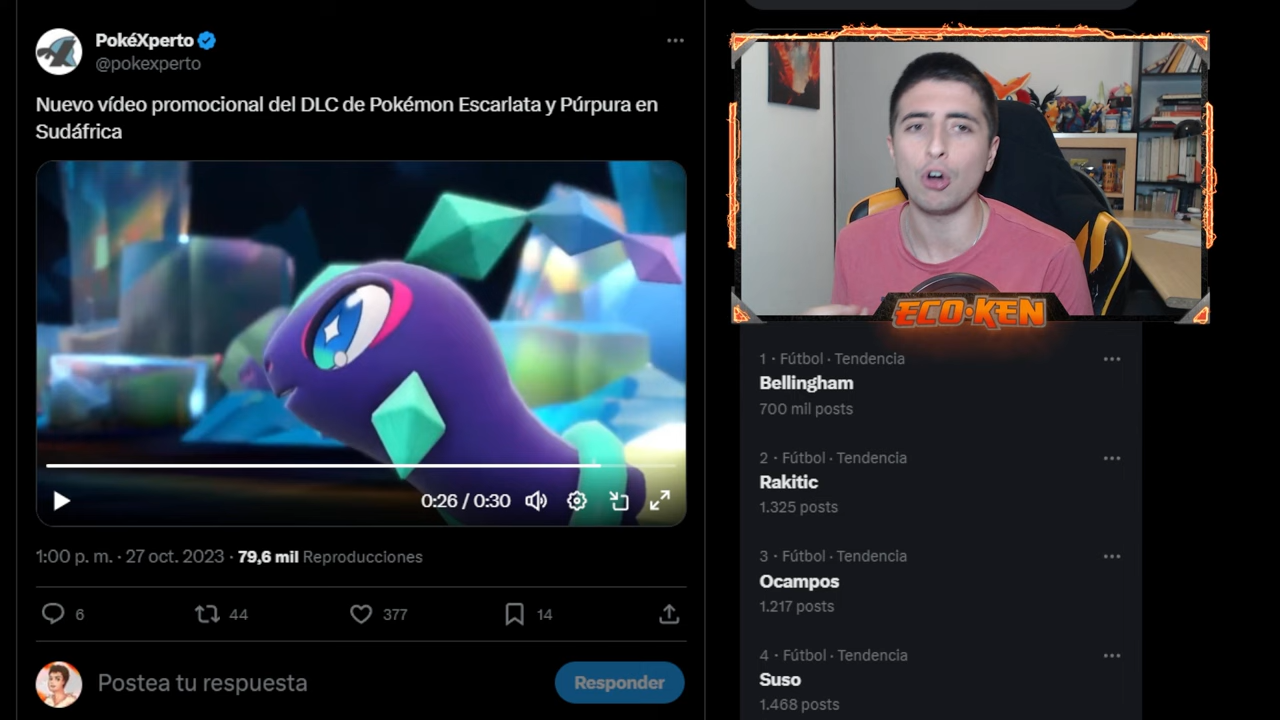 PokéXperto
@pokexperto
Nuevo vídeo promocional del DLC de Pokémon Escarlata y Púrpura en
Sudáfrica
0:26 / 0:30
1:00 p. m. · 27 oct. 2023 · 79,6 mil Reproducciones
6
44
377
14
Postea tu respuesta
Responder
ECO·KEN
1 · Fútbol · Tendencia
Bellingham
700 mil posts
2 · Fútbol · Tendencia
Rakitic
1.325 posts
3 · Fútbol · Tendencia
Ocampos
1.217 posts
4 · Fútbol · Tendencia
Suso
1.468 posts